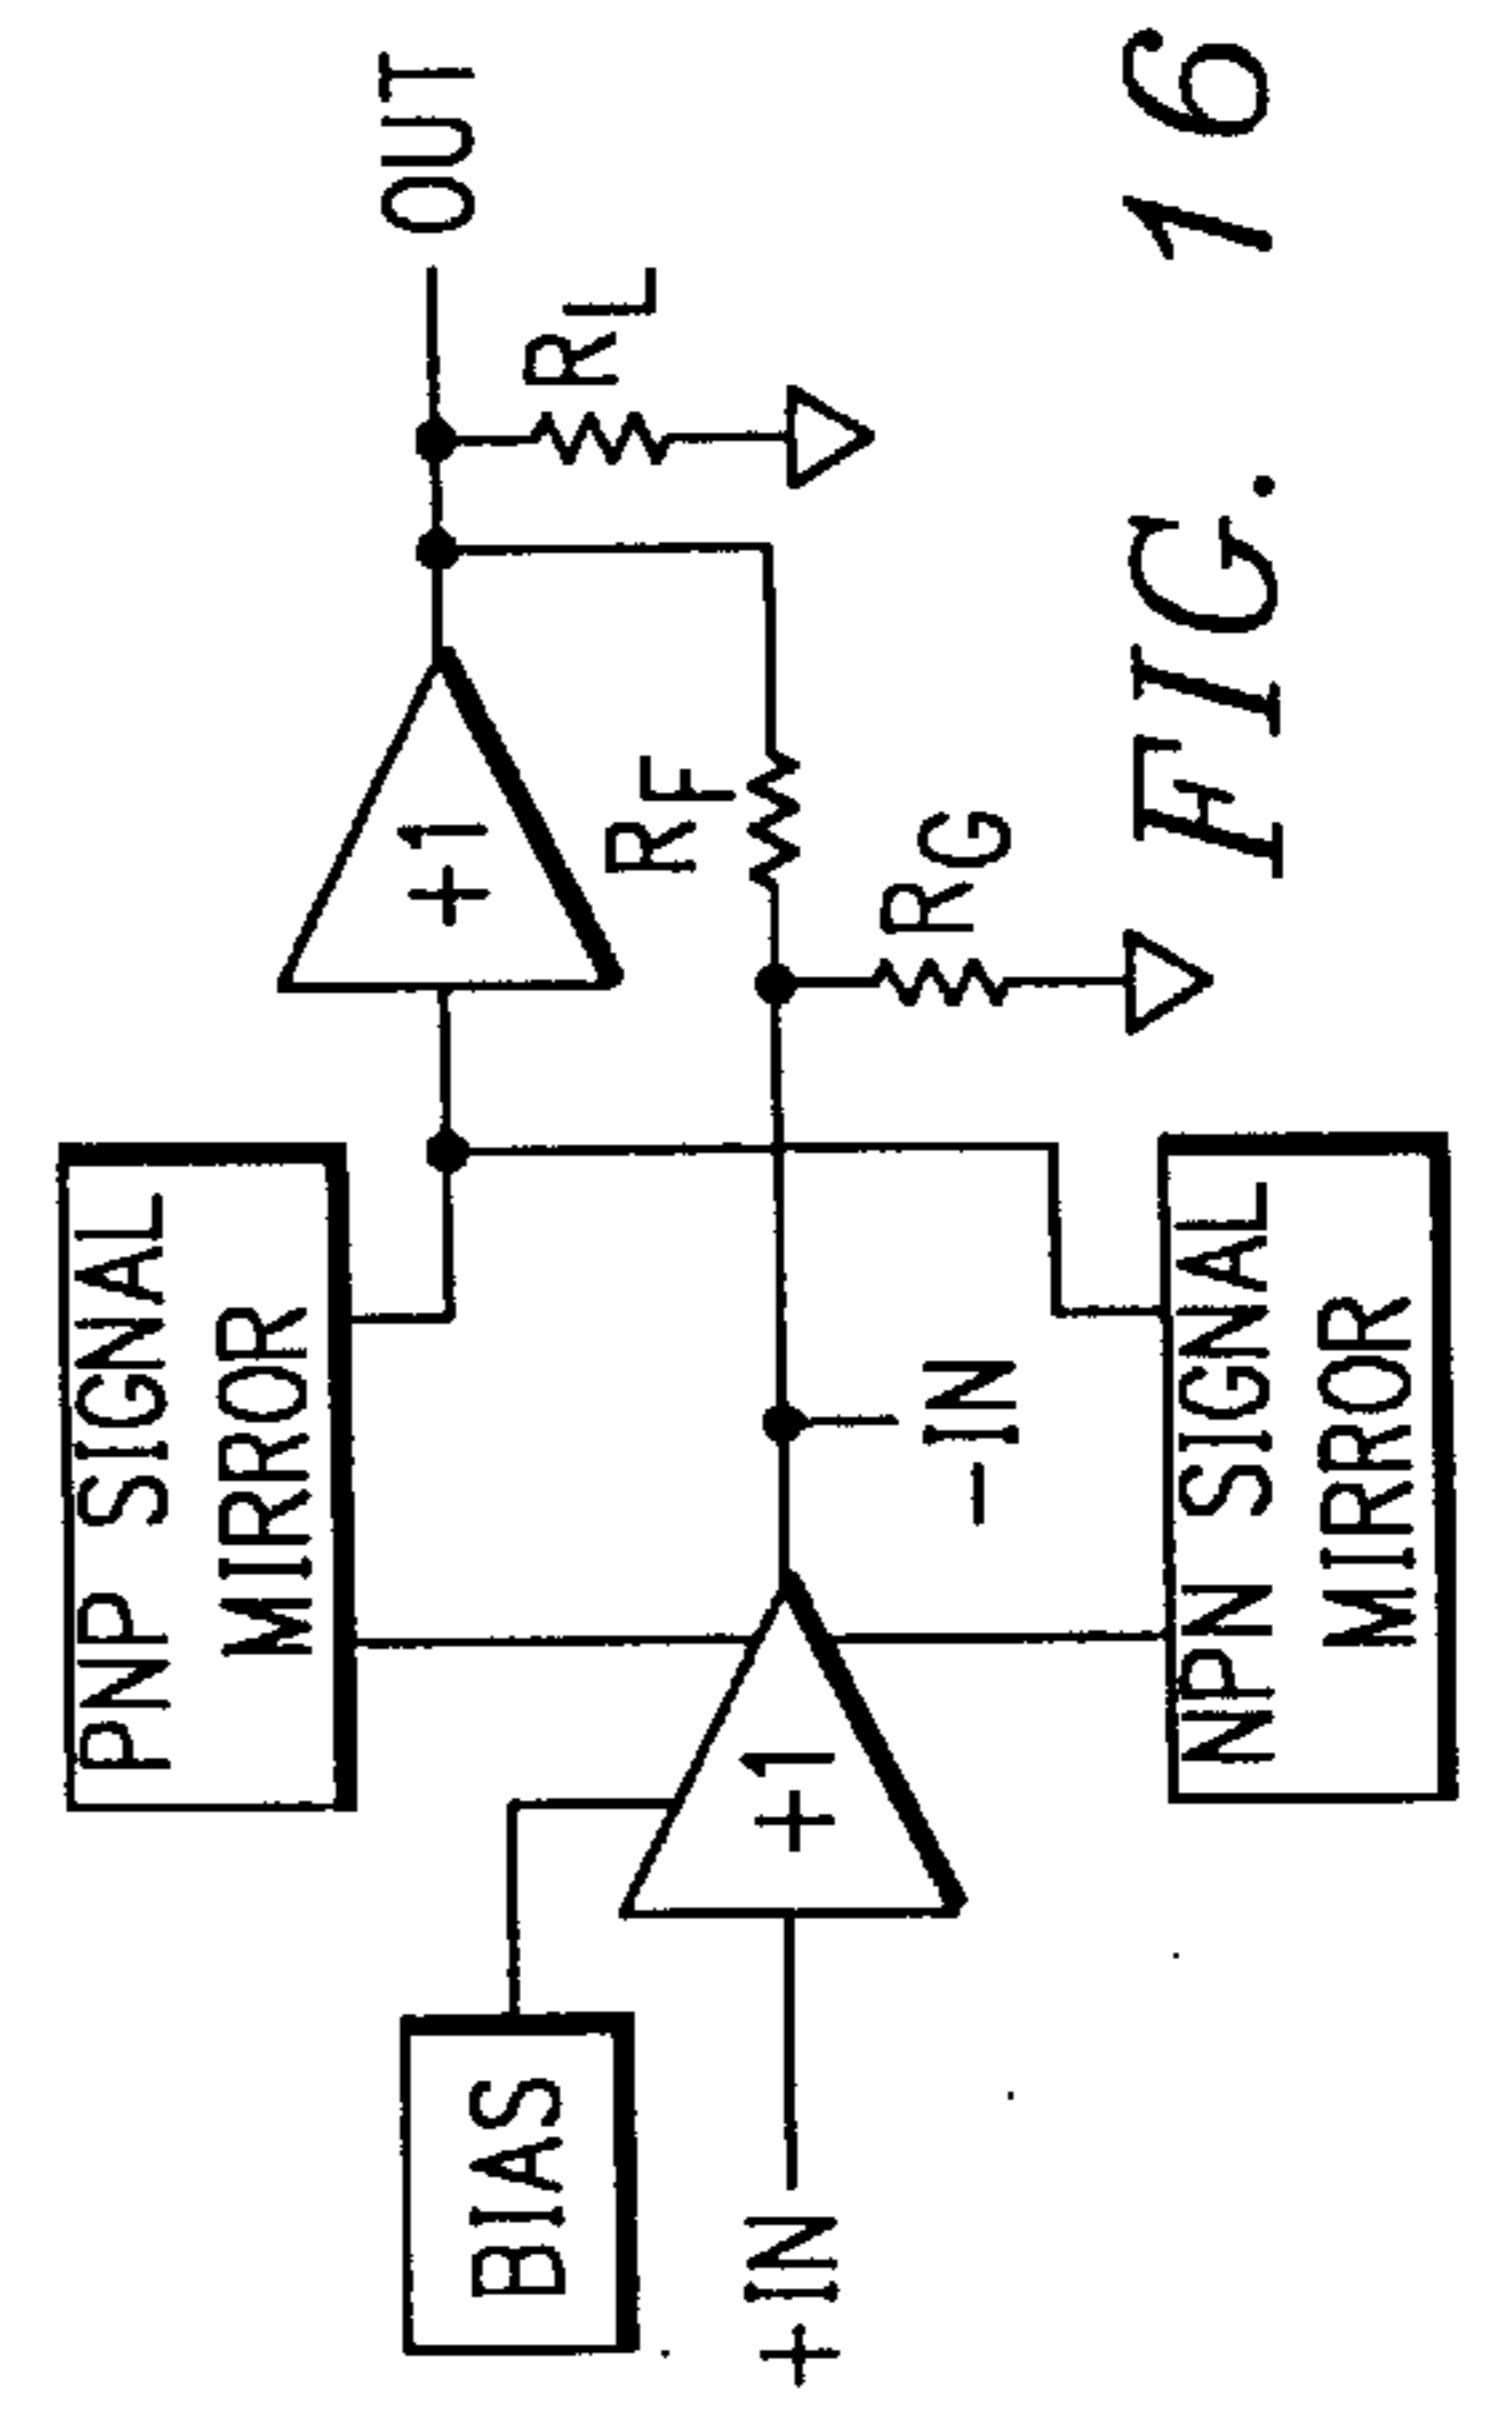 PNP SIGNAL
MIRROR
BIAS
+1
OUT
RL
+IN
+1
RF
-IN
RG
NPN SIGNAL
MIRROR
FIG. 16